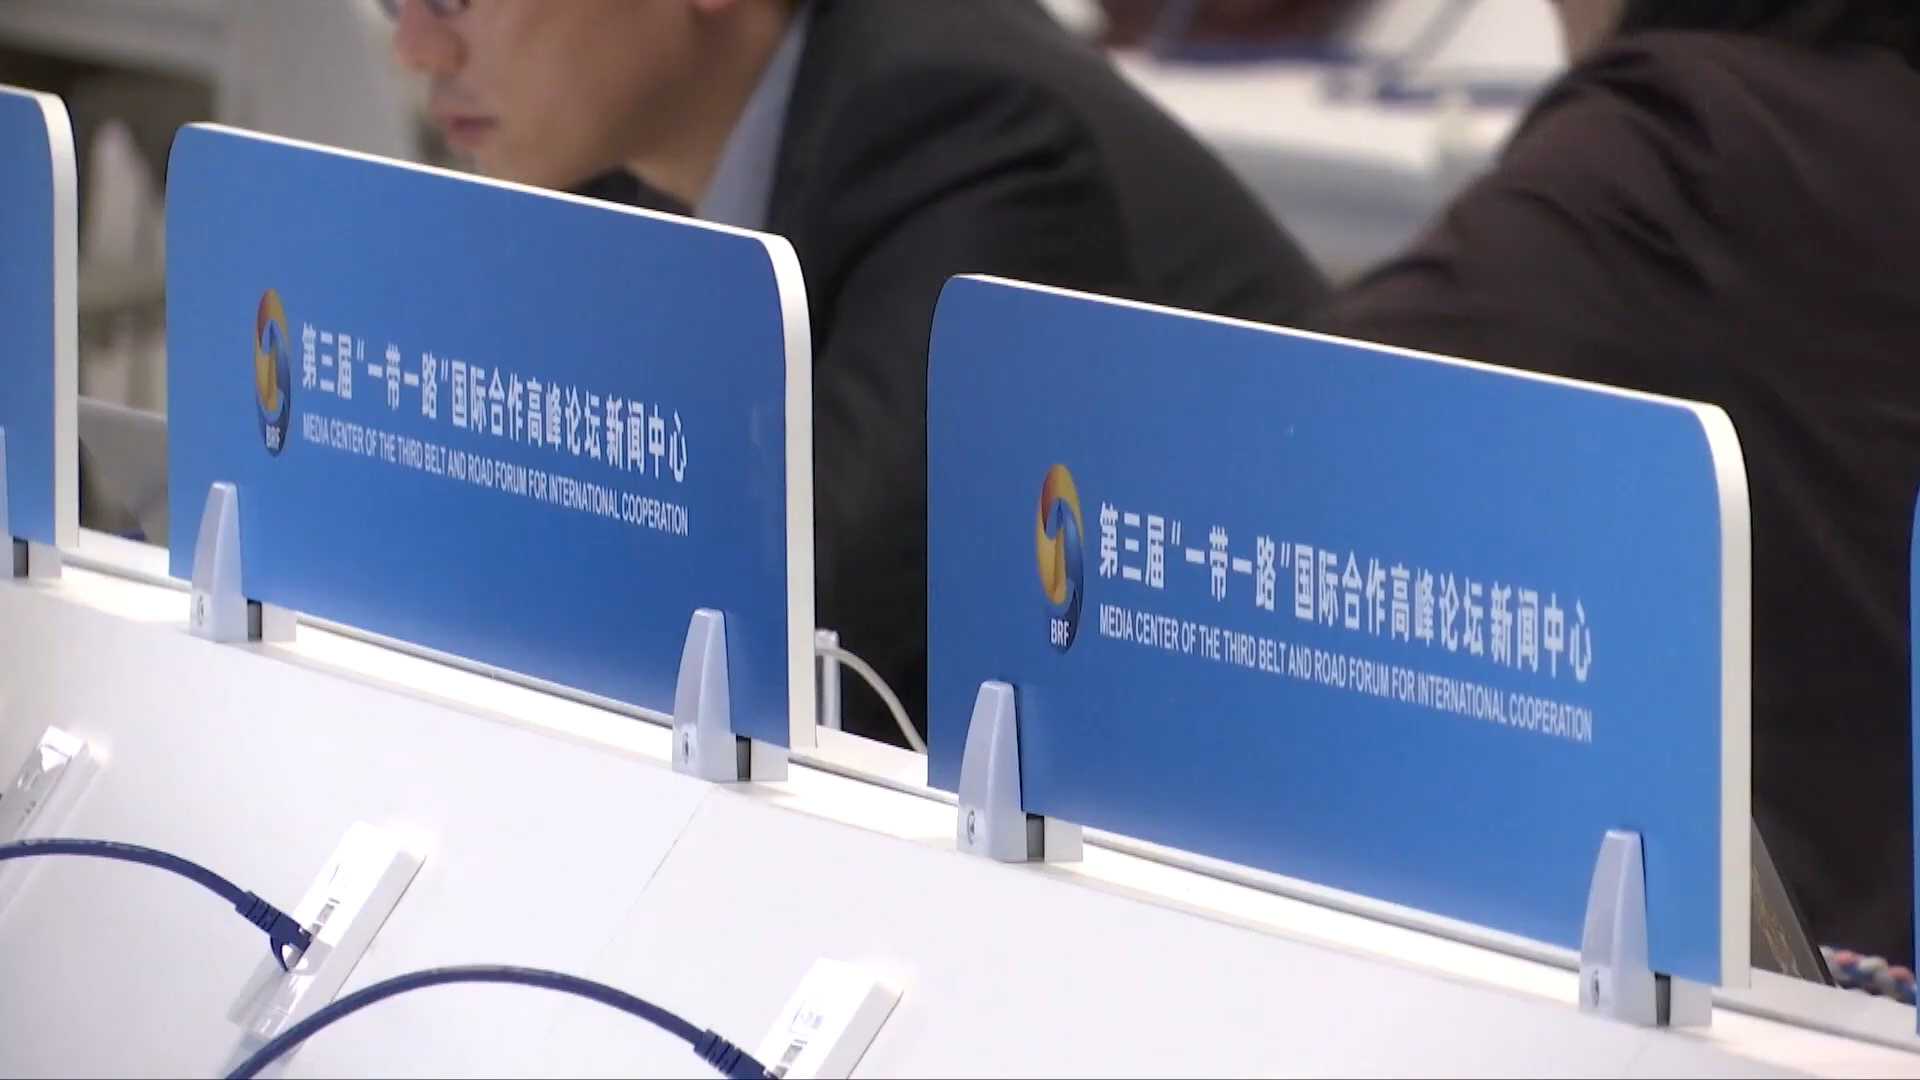 BRF
第三届“一带一路”国际合作高峰论坛新闻中心
MEDIA CENTER OF THE THIRD BELT AND ROAD FORUM FOR INTERNATIONAL COOPERATION
BRF
第三届“一带一路”国际合作高峰论坛新闻中心
MEDIA CENTER OF THE THIRD BELT AND ROAD FORUM FOR INTERNATIONAL COOPERATION